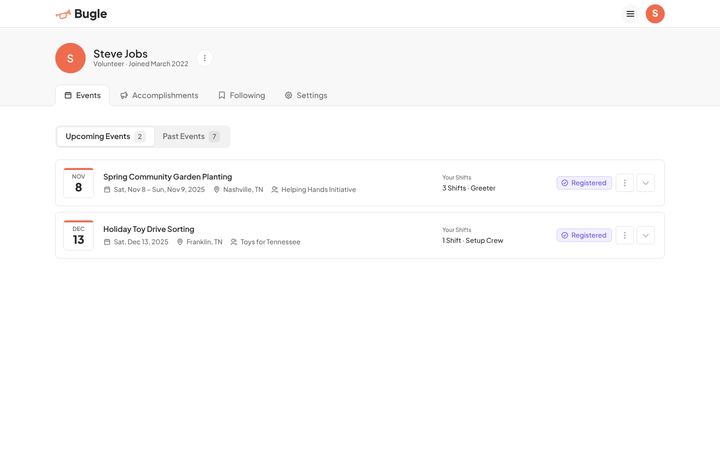 Bugle
S
S
Steve Jobs
Volunteer · Joined March 2022
Events
Accomplishments
Following
Settings
Upcoming Events 2
Past Events 7
NOV
8
Spring Community Garden Planting
Sat, Nov 8 – Sun, Nov 9, 2025
Nashville, TN
Helping Hands Initiative
Your Shifts
3 Shifts · Greeter
Registered
DEC
13
Holiday Toy Drive Sorting
Sat, Dec 13, 2025
Franklin, TN
Toys for Tennessee
Your Shifts
1 Shift · Setup Crew
Registered